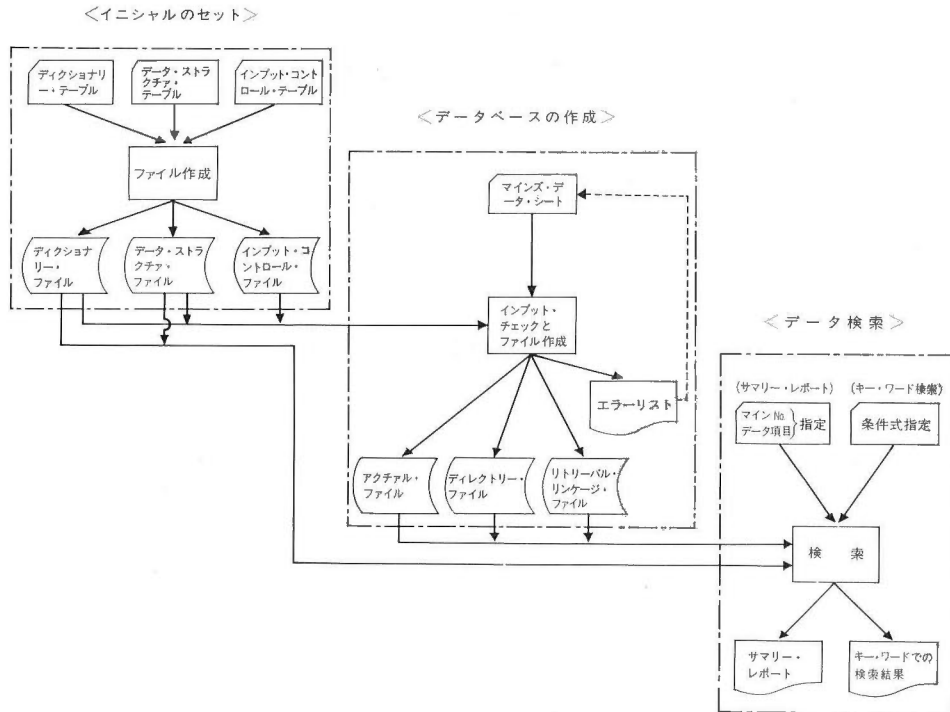 ＜イニシャルのセット＞
ディクショナリ
ー・テーブル
データ・ストラ
クチャ・
テーブル
インプット・コント
ロール・テーブル
ファイル作成
ディクショナ
リー・
ファイル
データ・ストラ
クチャ・
ファイル
インプット・コ
ントロール・
ファイル
＜データベースの作成＞
マインズ・デ
ータ・シート
インプット・
チェックと
ファイル作成
エラーリスト
アクチャル・
ファイル
ディレクトリー・
ファイル
リトリーバル・
リンケージ・
ファイル
＜データ検索＞
(サマリー・レポート)
(キー・ワード検索)
マインNo.
データ項目}指定
条件式指定
検 索
サマリー・
レポート
キー・ワードでの
検索結果